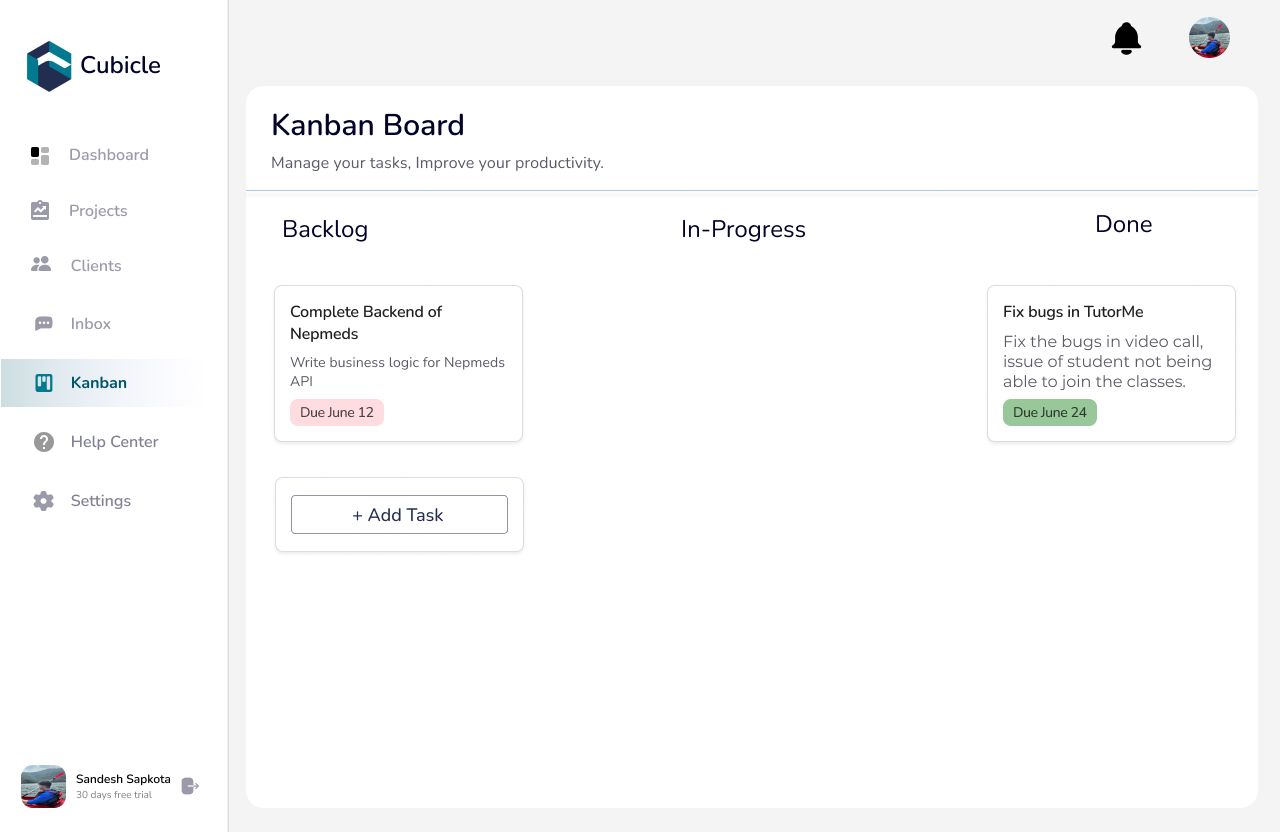 Cubicle
Dashboard
Projects
Clients
Inbox
Kanban
Help Center
Settings
Sandesh Sapkota
30 days free trial
Kanban Board
Manage your tasks, Improve your productivity.
Backlog
Complete Backend of
Nepmeds
Write business logic for Nepmeds
API
Due June 12
+ Add Task
In-Progress
Done
Fix bugs in TutorMe
Fix the bugs in video call,
issue of student not being
able to join the classes.
Due June 24